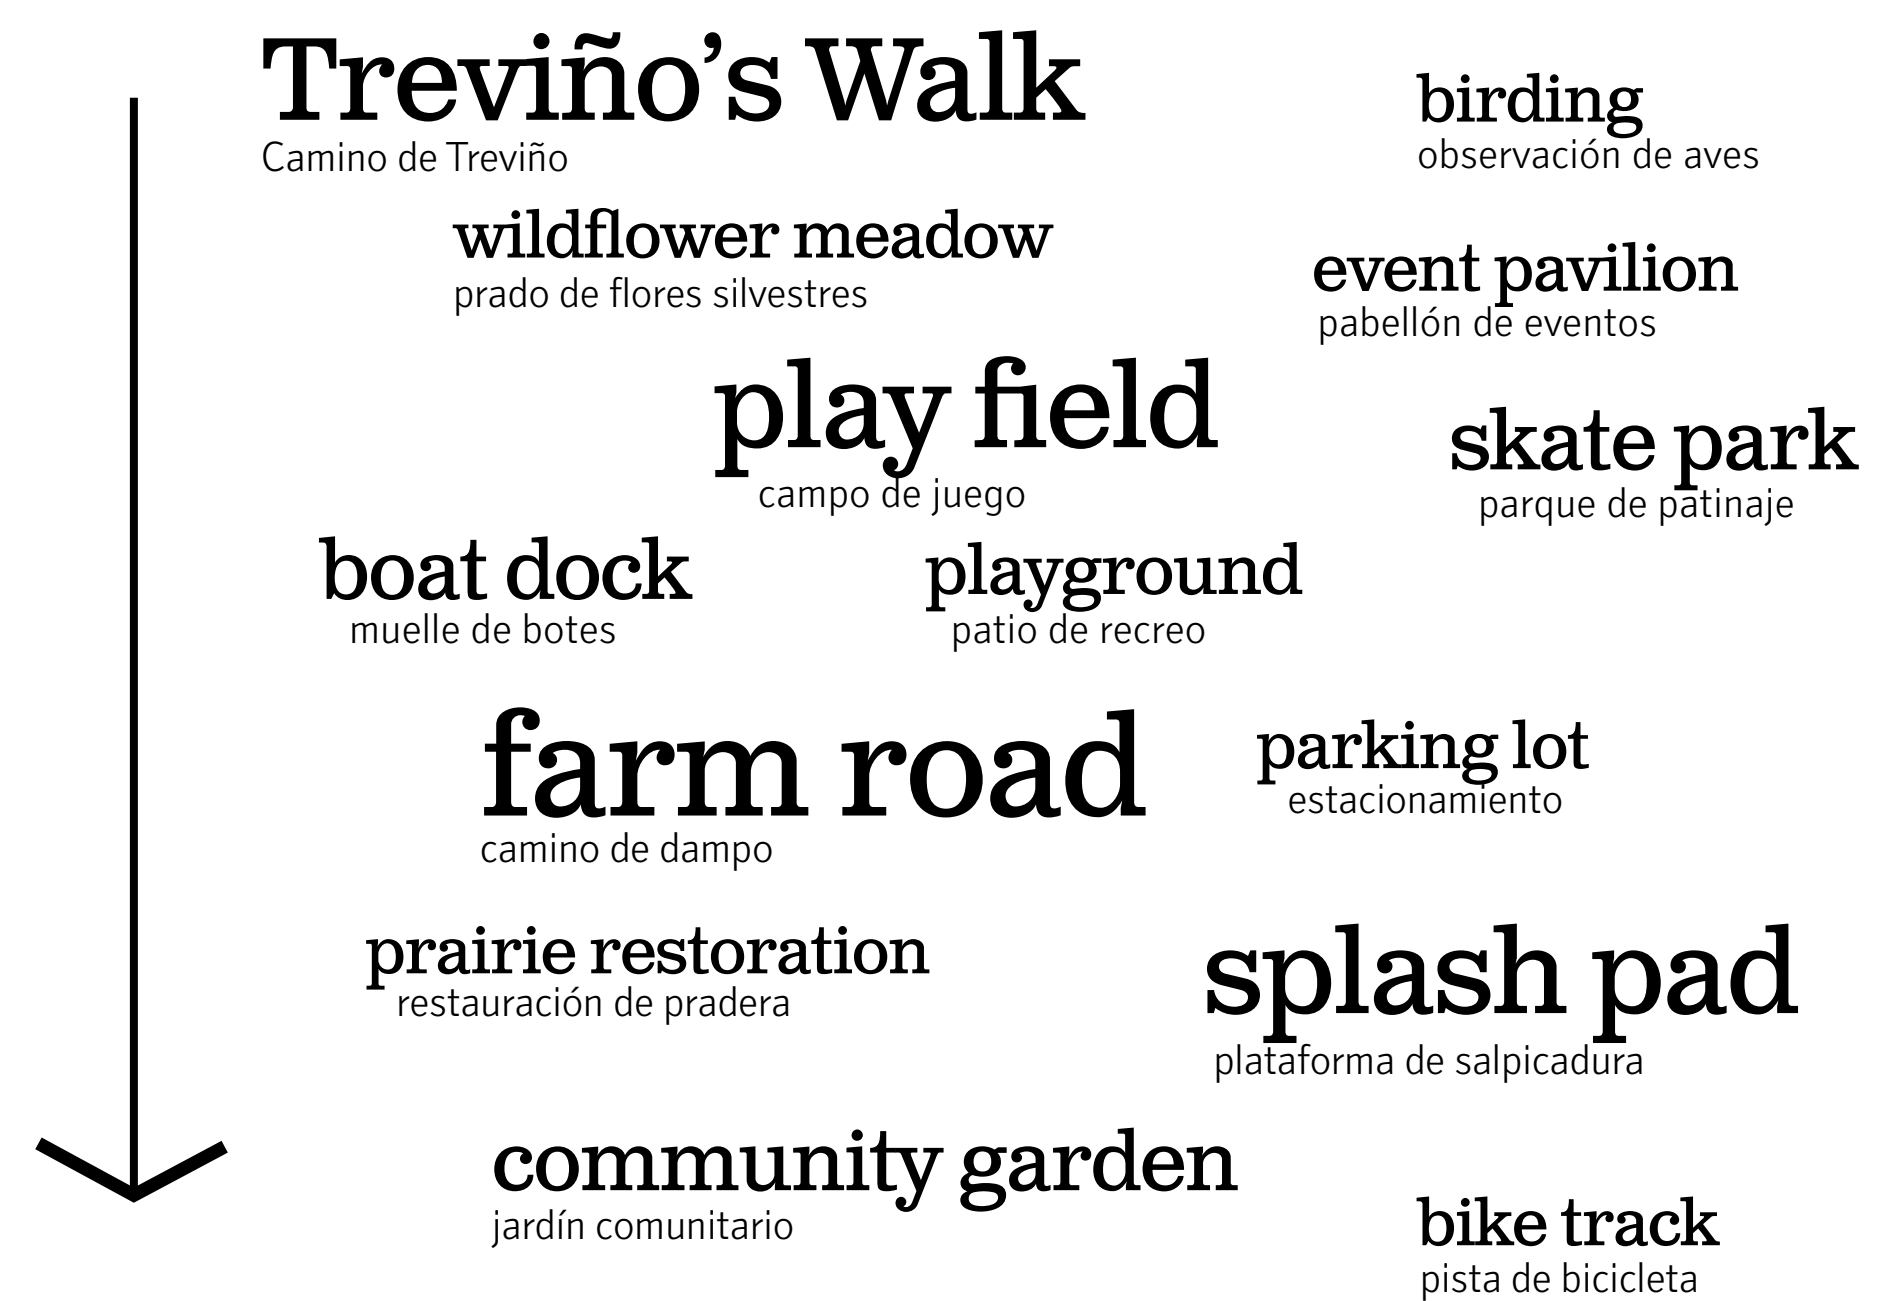 Treviño’s Walk
Camino de Treviño
birding
observación de aves
wildflower meadow
prado de flores silvestres
event pavilion
pabellón de eventos
play field
campo de juego
skate park
parque de patinaje
boat dock
muelle de botes
playground
patio de recreo
farm road
camino de dampo
parking lot
estacionamiento
prairie restoration
restauración de pradera
splash pad
plataforma de salpicadura
community garden
jardín comunitario
bike track
pista de bicicleta